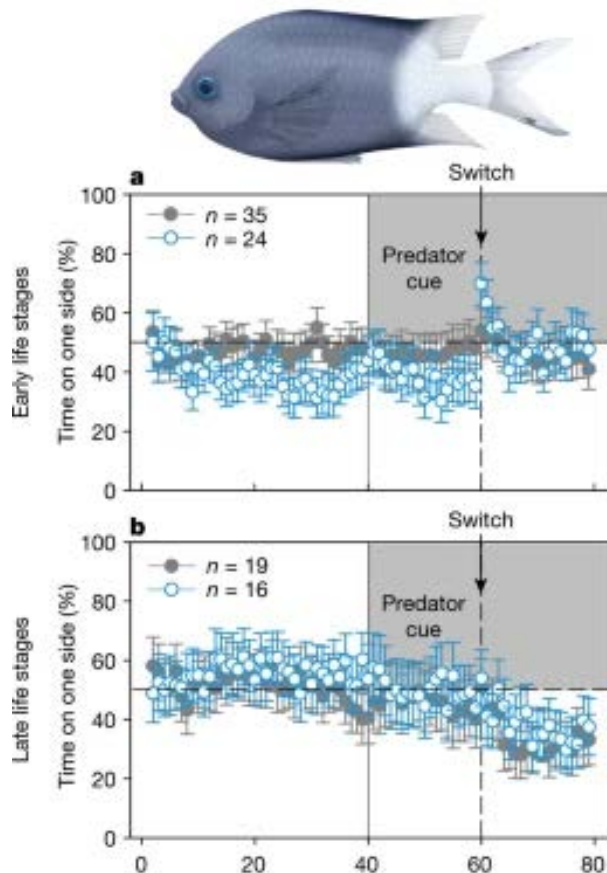 a
Switch
100
80
60
40
20
0
n = 35
n = 24
Predator
cue
Early life stages
Time on one side (%)
b
Switch
100
80
60
40
20
0
n = 19
n = 16
Predator
cue
Late life stages
Time on one side (%)
0 20 40 60 80